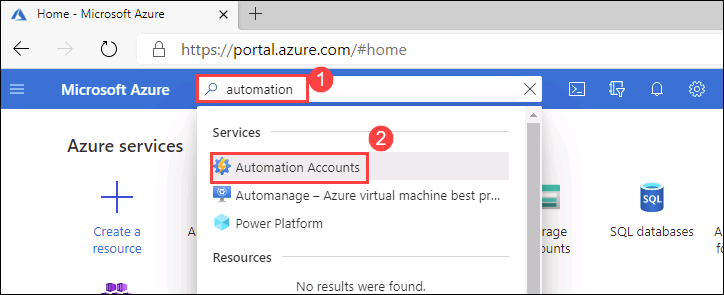 Home - Microsoft Azure
https://portal.azure.com/#home
Microsoft Azure
automation
1
Services
2
Azure services
Automation Accounts
Automanage – Azure virtual machine best pr...
Power Platform
Create a
resource
A
rage
ounts
SQL
SQL databases
A
fo
Resources
No results were found.